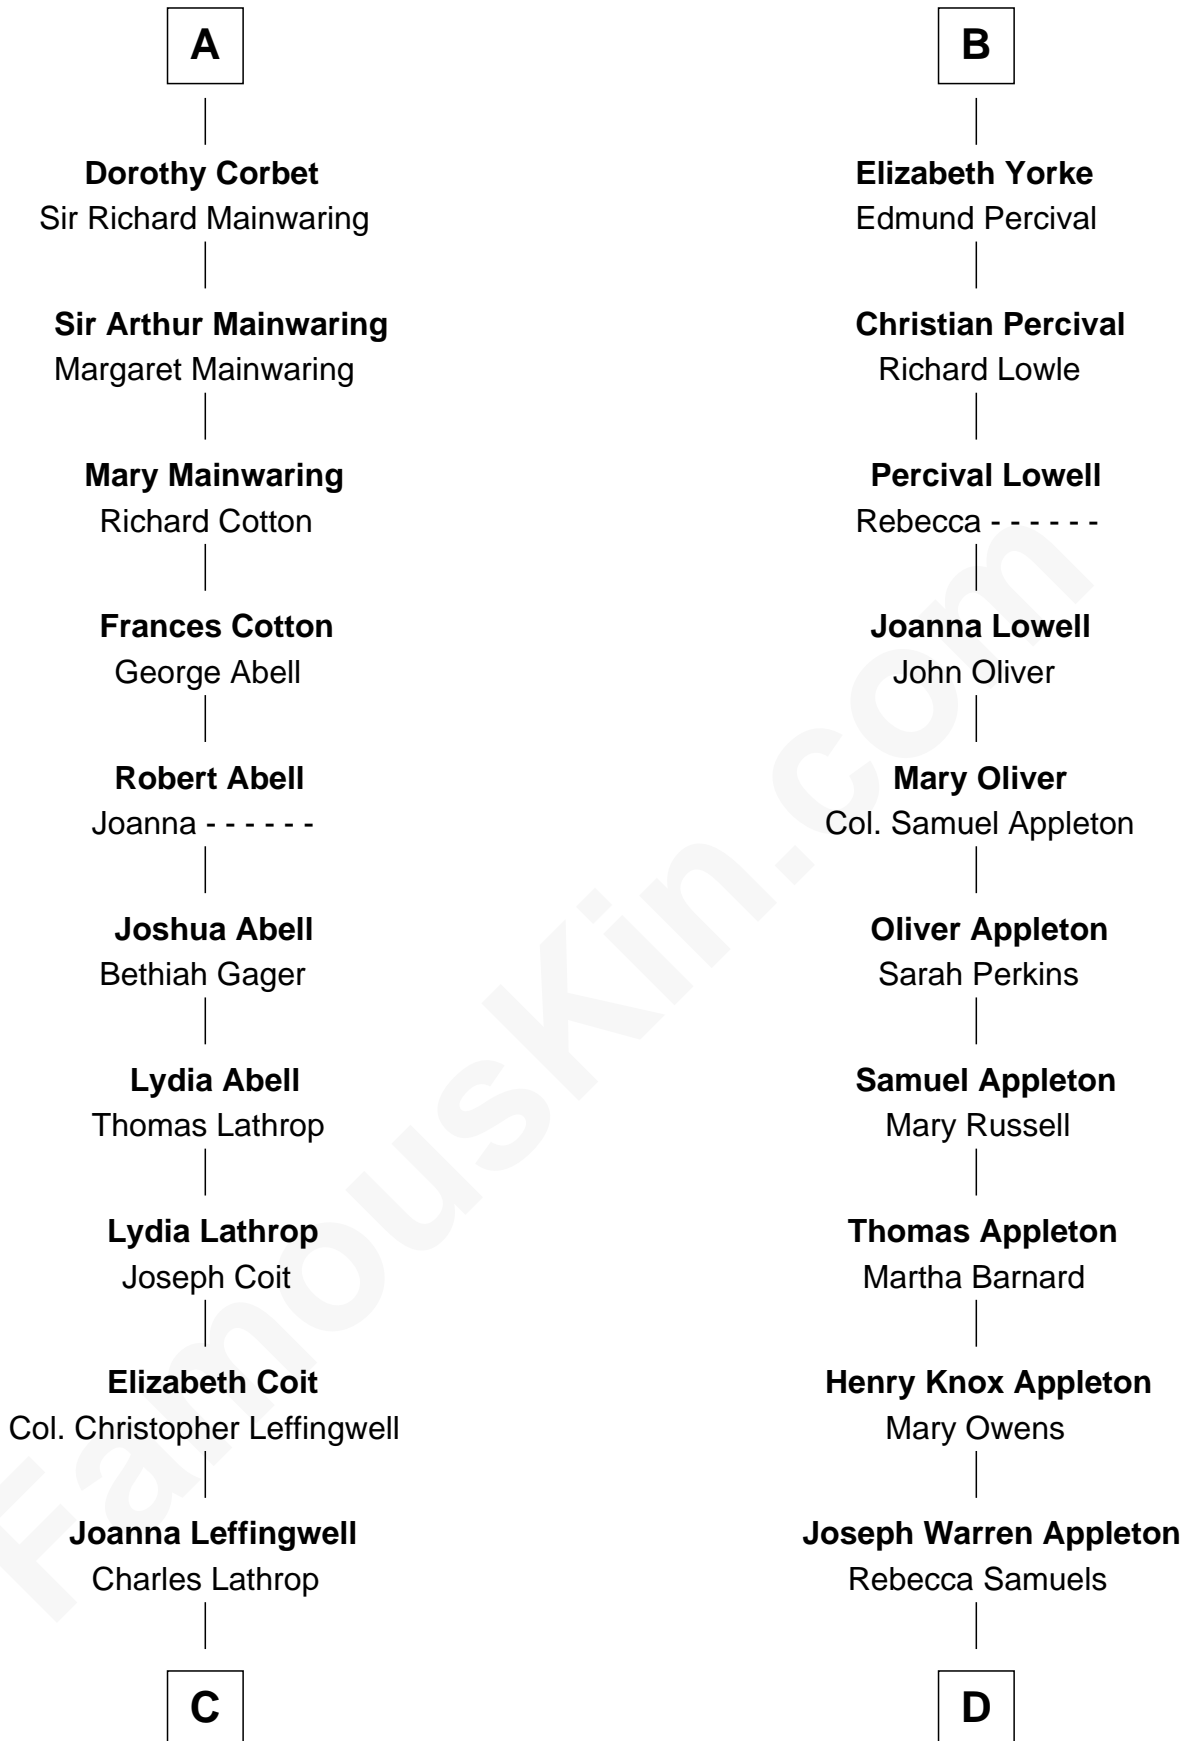 A
Dorothy Corbet
Sir Richard Mainwaring
Sir Arthur Mainwaring
Margaret Mainwaring
Mary Mainwaring
Richard Cotton
Frances Cotton
George Abell
Robert Abell
Joanna - - - - - -
Joshua Abell
Bethiah Gager
Lydia Abell
Thomas Lathrop
Lydia Lathrop
Joseph Coit
Elizabeth Coit
Col. Christopher Leffingwell
Joanna Leffingwell
Charles Lathrop
C
B
Elizabeth Yorke
Edmund Percival
Christian Percival
Richard Lowle
Percival Lowell
Rebecca - - - - - -
Joanna Lowell
John Oliver
Mary Oliver
Col. Samuel Appleton
Oliver Appleton
Sarah Perkins
Samuel Appleton
Mary Russell
Thomas Appleton
Martha Barnard
Henry Knox Appleton
Mary Owens
Joseph Warren Appleton
Rebecca Samuels
D
FamousKin.com